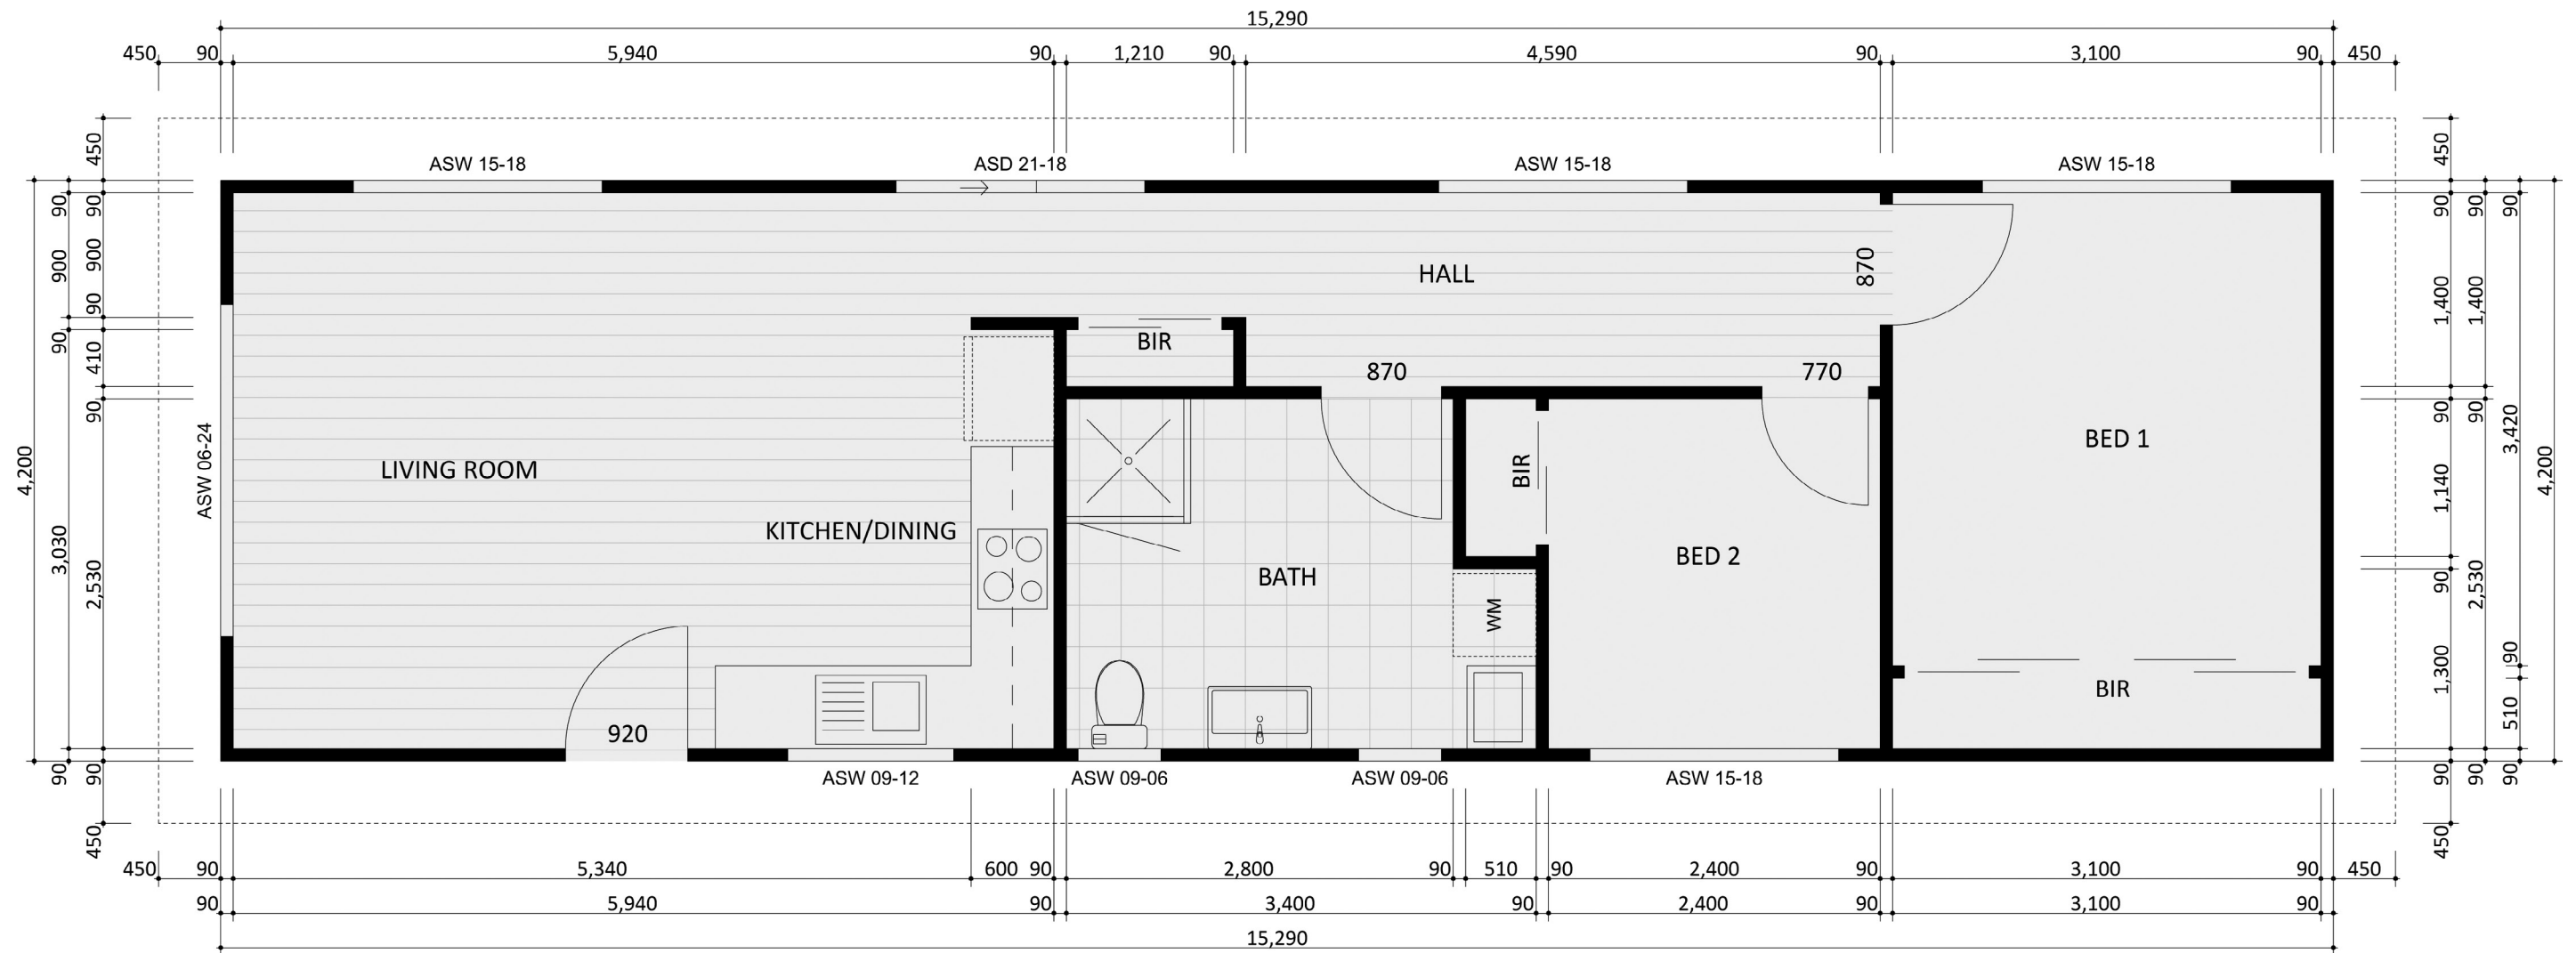 15,290
450 90 5,940 90 1,210 90 4,590 90 3,100 90 450
ASW 15-18 ASD 21-18 ASW 15-18 ASW 15-18
4,200
90 900 90 3,030 90
450 90 900 90 410 90 2,530 90 450
ASW 06-24
HALL
870
BIR
870 770
LIVING ROOM
KITCHEN/DINING
BATH
BIR
WM
BED 2
BED 1
BIR
920
ASW 09-12 ASW 09-06 ASW 09-06 ASW 15-18
450 90 1,400 90 1,140 90 1,300 90 450
90 1,400 90 2,530 90
90 3,420 90 510 90
4,200
450 90 5,340 600 90 2,800 90 510 90 2,400 90 3,100 90 450
90 5,940 90 3,400 90 2,400 90 3,100 90
15,290